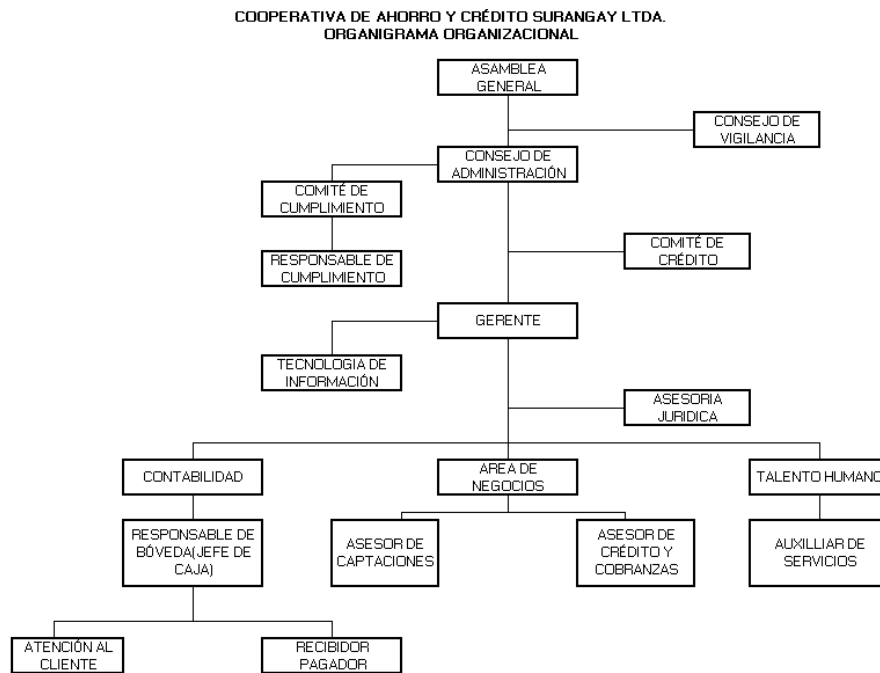 COOPERATIVA DE AHORRO Y CRÉDITO SURANGAY LTDA.
ORGANIGRAMA ORGANIZACIONAL
ASAMBLEA
GENERAL
CONSEJO DE
VIGILANCIA
CONSEJO DE
ADMINISTRACIÓN
COMITÉ DE
CUMPLIMIENTO
RESPONSABLE DE
CUMPLIMIENTO
COMITÉ DE
CRÉDITO
GERENTE
TECNOLOGIA DE
INFORMACIÓN
ASESORIA
JURIDICA
CONTABILIDAD
AREA DE
NEGOCIOS
TALENTO HUMANO
RESPONSABLE DE
BÓVEDA(JEFE DE
CAJA)
ASESOR DE
CAPTACIONES
ASESOR DE
CRÉDITO Y
COBRANZAS
AUXILLIAR DE
SERVICIOS
ATENCIÓN AL
CLIENTE
RECIBIDOR
PAGADOR